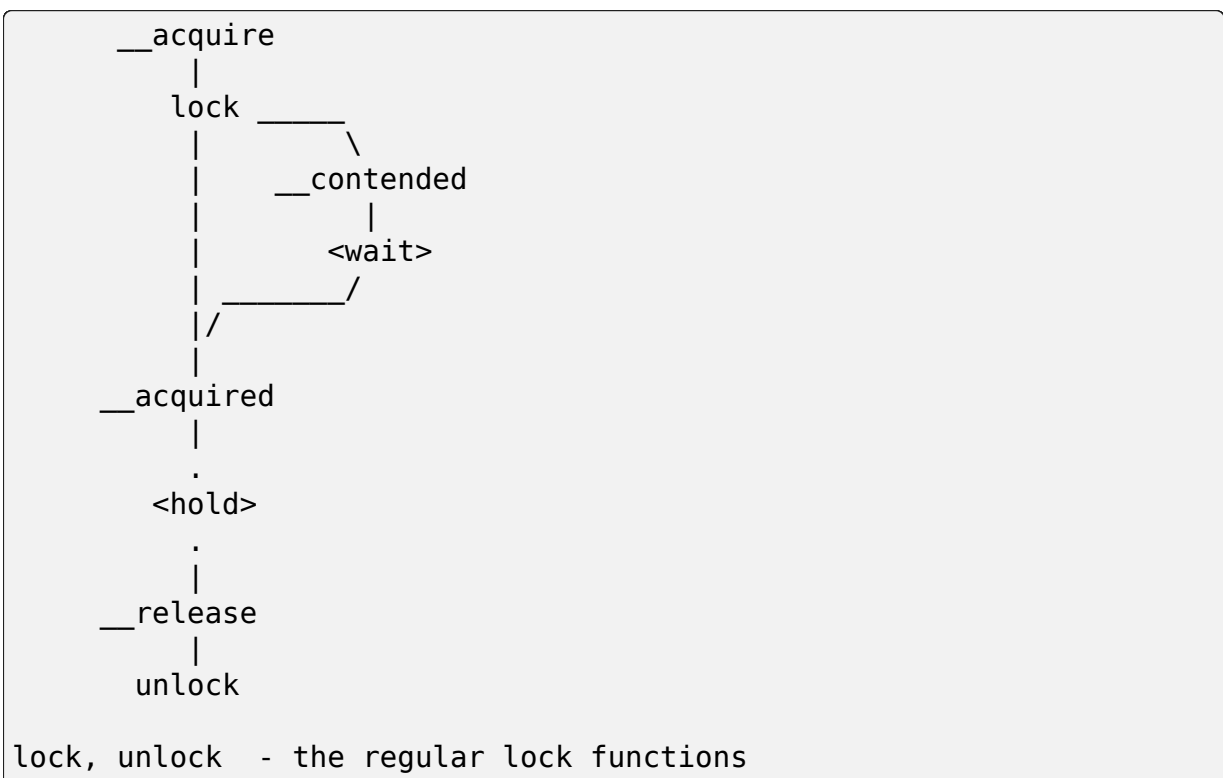 __acquire
          |
         lock _____
          |        \
          |    __contended
          |         |
          |       <wait>
          | _______/
          |/
          |
     __acquired
          |
          .
        <hold>
          .
          |
     __release
          |
       unlock

lock, unlock  - the regular lock functions